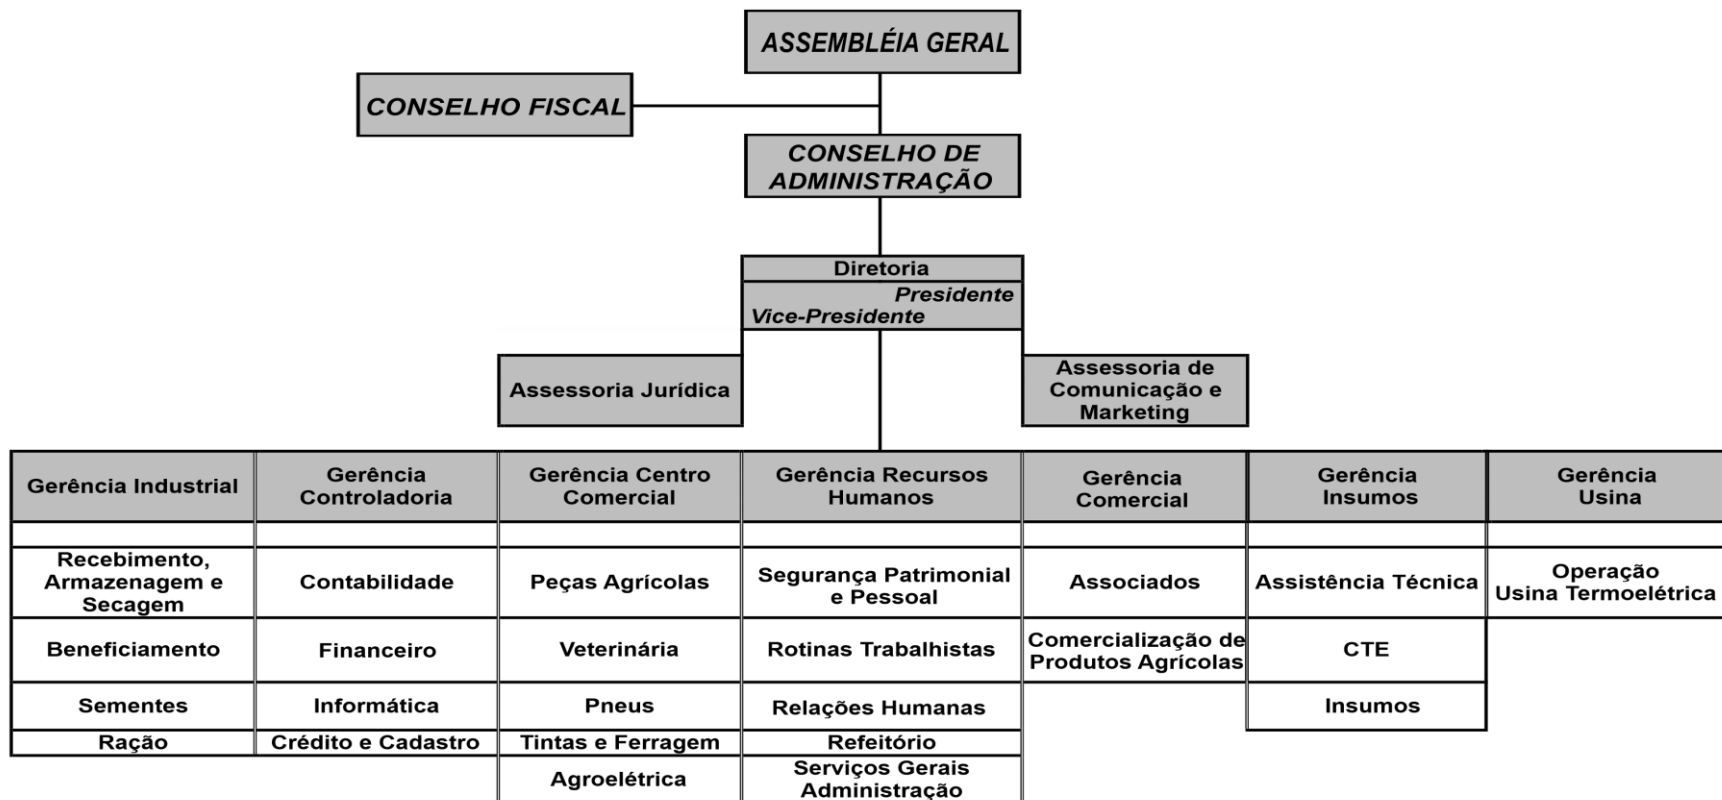 ASSEMBLÉIA GERAL
CONSELHO FISCAL
CONSELHO DE
ADMINISTRAÇÃO
Diretoria
Presidente
Vice-Presidente
Assessoria Jurídica
Assessoria de
Comunicação e
Marketing
Gerência Industrial
Gerência
Controladoria
Gerência Centro
Comercial
Gerência Recursos
Humanos
Gerência
Comercial
Gerência
Insumos
Gerência
Usina
Recebimento,
Armazenagem e
Secagem
Contabilidade
Peças Agrícolas
Segurança Patrimonial
e Pessoal
Associados
Assistência Técnica
Operação
Usina Termoelétrica
Beneficiamento
Financeiro
Veterinária
Rotinas Trabalhistas
Comercialização de
Produtos Agrícolas
CTE
Sementes
Informática
Pneus
Relações Humanas
Insumos
Ração
Crédito e Cadastro
Tintas e Ferragem
Refeitório
Agroelétrica
Serviços Gerais
Administração